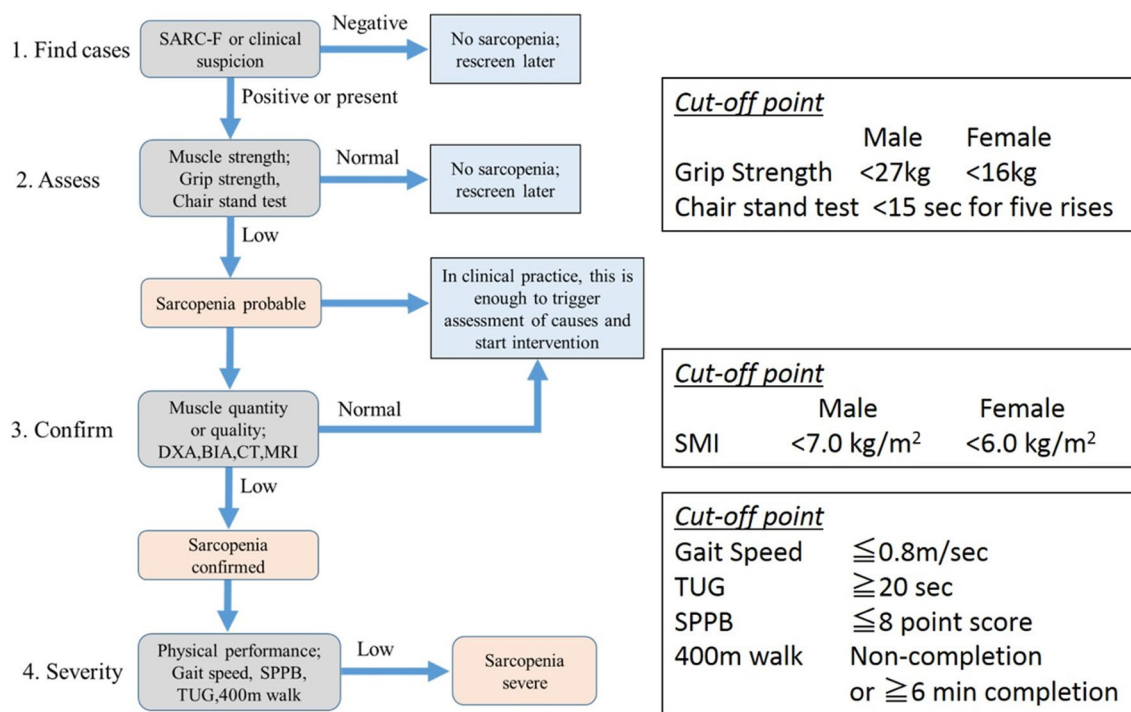 1. Find cases
SARC-F or clinical
suspicion
Negative
No sarcopenia;
rescreen later
Positive or present
2. Assess
Muscle strength;
Grip strength,
Chair stand test
Normal
No sarcopenia;
rescreen later
Low
Sarcopenia probable
In clinical practice, this is
enough to trigger
assessment of causes and
start intervention
3. Confirm
Muscle quantity
or quality;
DXA,BIA,CT,MRI
Normal
Low
Sarcopenia
confirmed
4. Severity
Physical performance;
Gait speed, SPPB,
TUG,400m walk
Low
Sarcopenia
severe
Cut-off point
Male Female
Grip Strength <27kg <16kg
Chair stand test <15 sec for five rises
Cut-off point
Male Female
SMI <7.0 kg/m² <6.0 kg/m²
Cut-off point
Gait Speed ≦0.8m/sec
TUG ≧20 sec
SPPB ≦8 point score
400m walk Non-completion
or ≧6 min completion